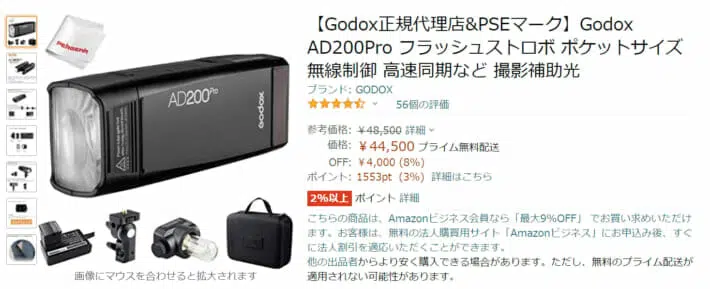 Pergear
AD200Pro
Godox
画像にマウスを合わせると拡大されます
【Godox正規代理店&PSEマーク】Godox
AD200Pro フラッシュストロボ ポケットサイズ
無線制御 高速同期など 撮影補助光
ブランド: GODOX
56個の評価
参考価格: ￥48,500 詳細
価格: ￥44,500 プライム無料配送
OFF: ￥4,000 (8%)
ポイント: 1553pt (3%) 詳細はこちら
2%以上 ポイント 詳細
こちらの商品は、Amazonビジネス会員なら「最大9%OFF」 でお買い求めいただけ
ます。お客様は、無料の法人購買用サイト「Amazonビジネス」にお申込み後、すぐ
に法人割引を適応いただくことができます。
他の出品者からより安く購入できる場合があります。ただし、無料のプライム配送が
適用されない可能性があります。